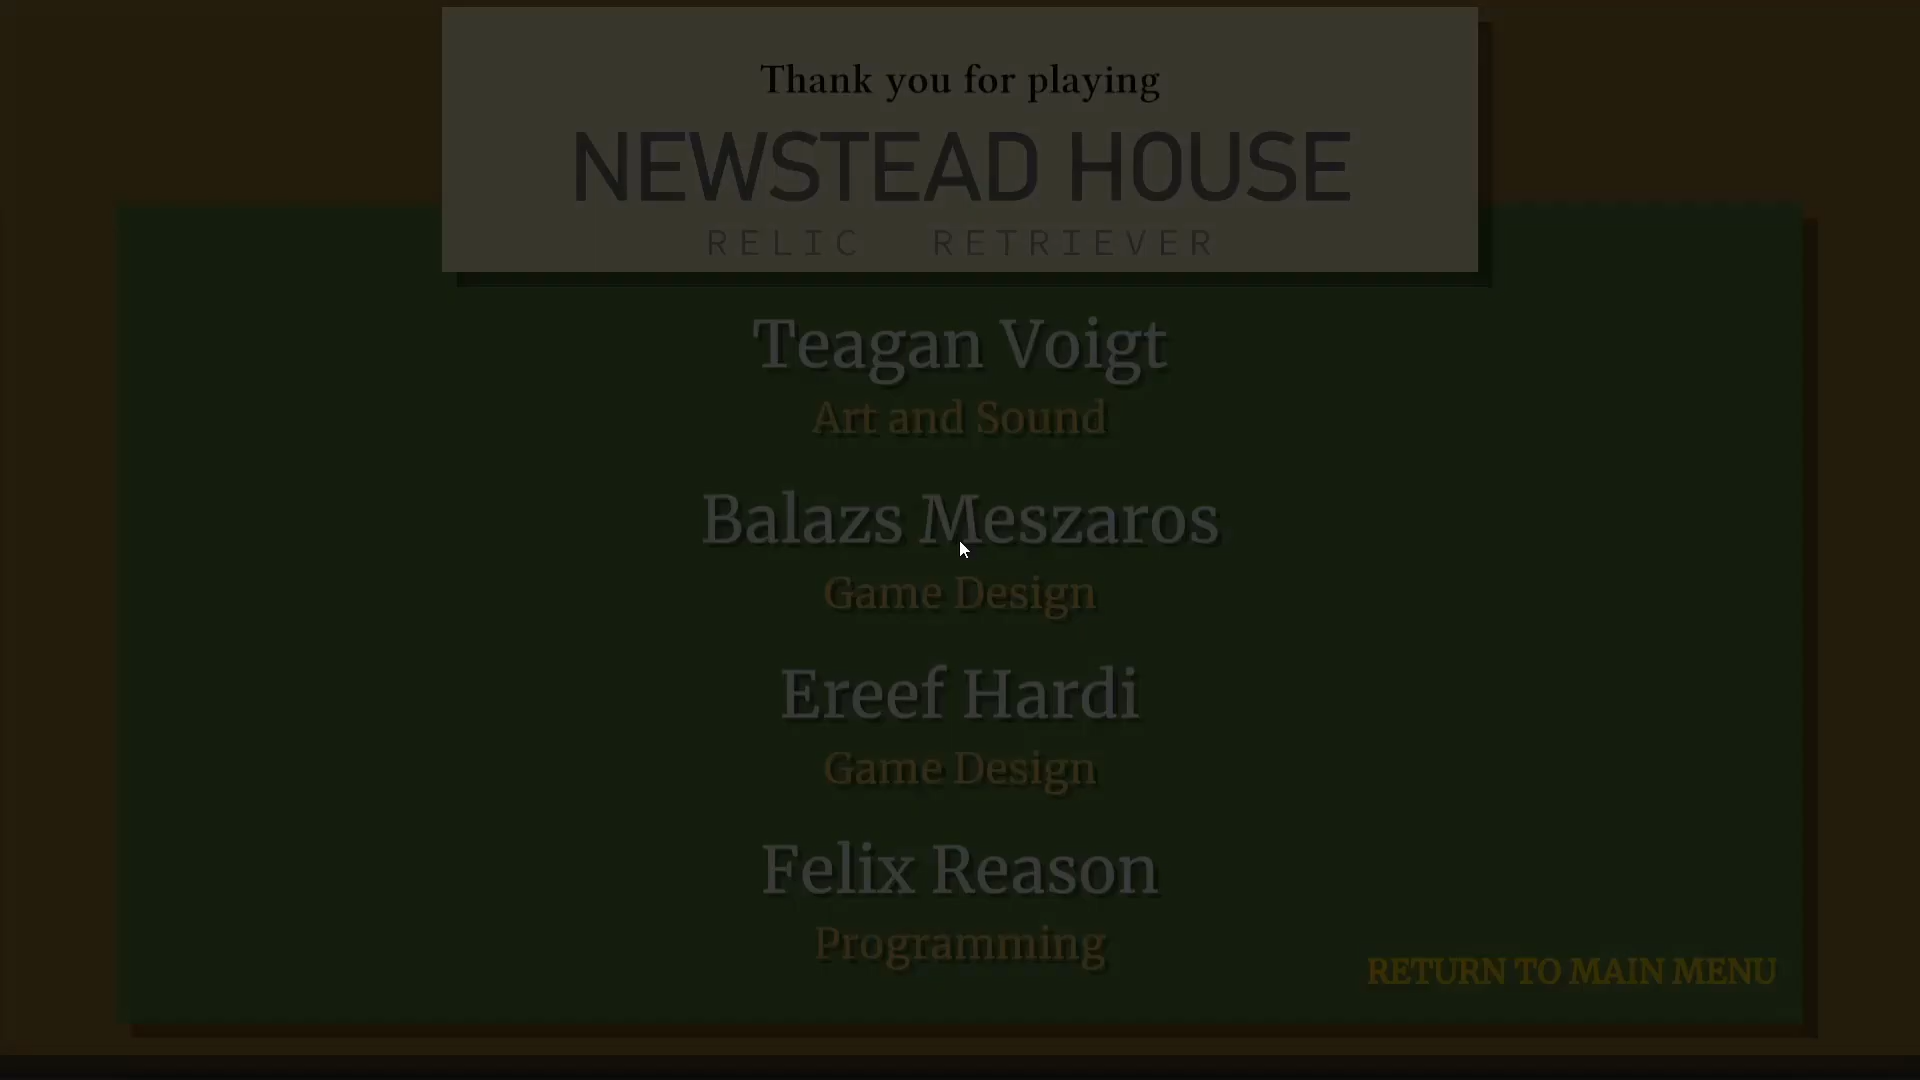 Thank you for playing
NEWSTEAD HOUSE
RELIC RETRIEVER
Teagan Voigt
Art and Sound
Balazs Meszaros
Game Design
Ereef Hardi
Game Design
Felix Reason
Programming
RETURN TO MAIN MENU